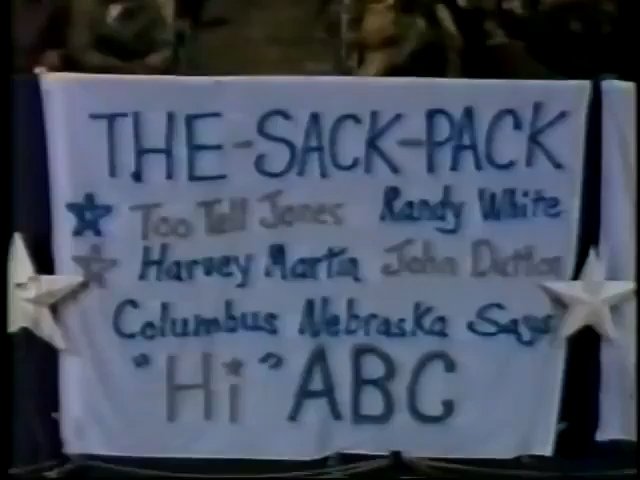 THE-SACK-PACK
Too Tall Jones Randy White
Harvey Martin John Dutton
Columbus Nebraska Says
"Hi" ABC